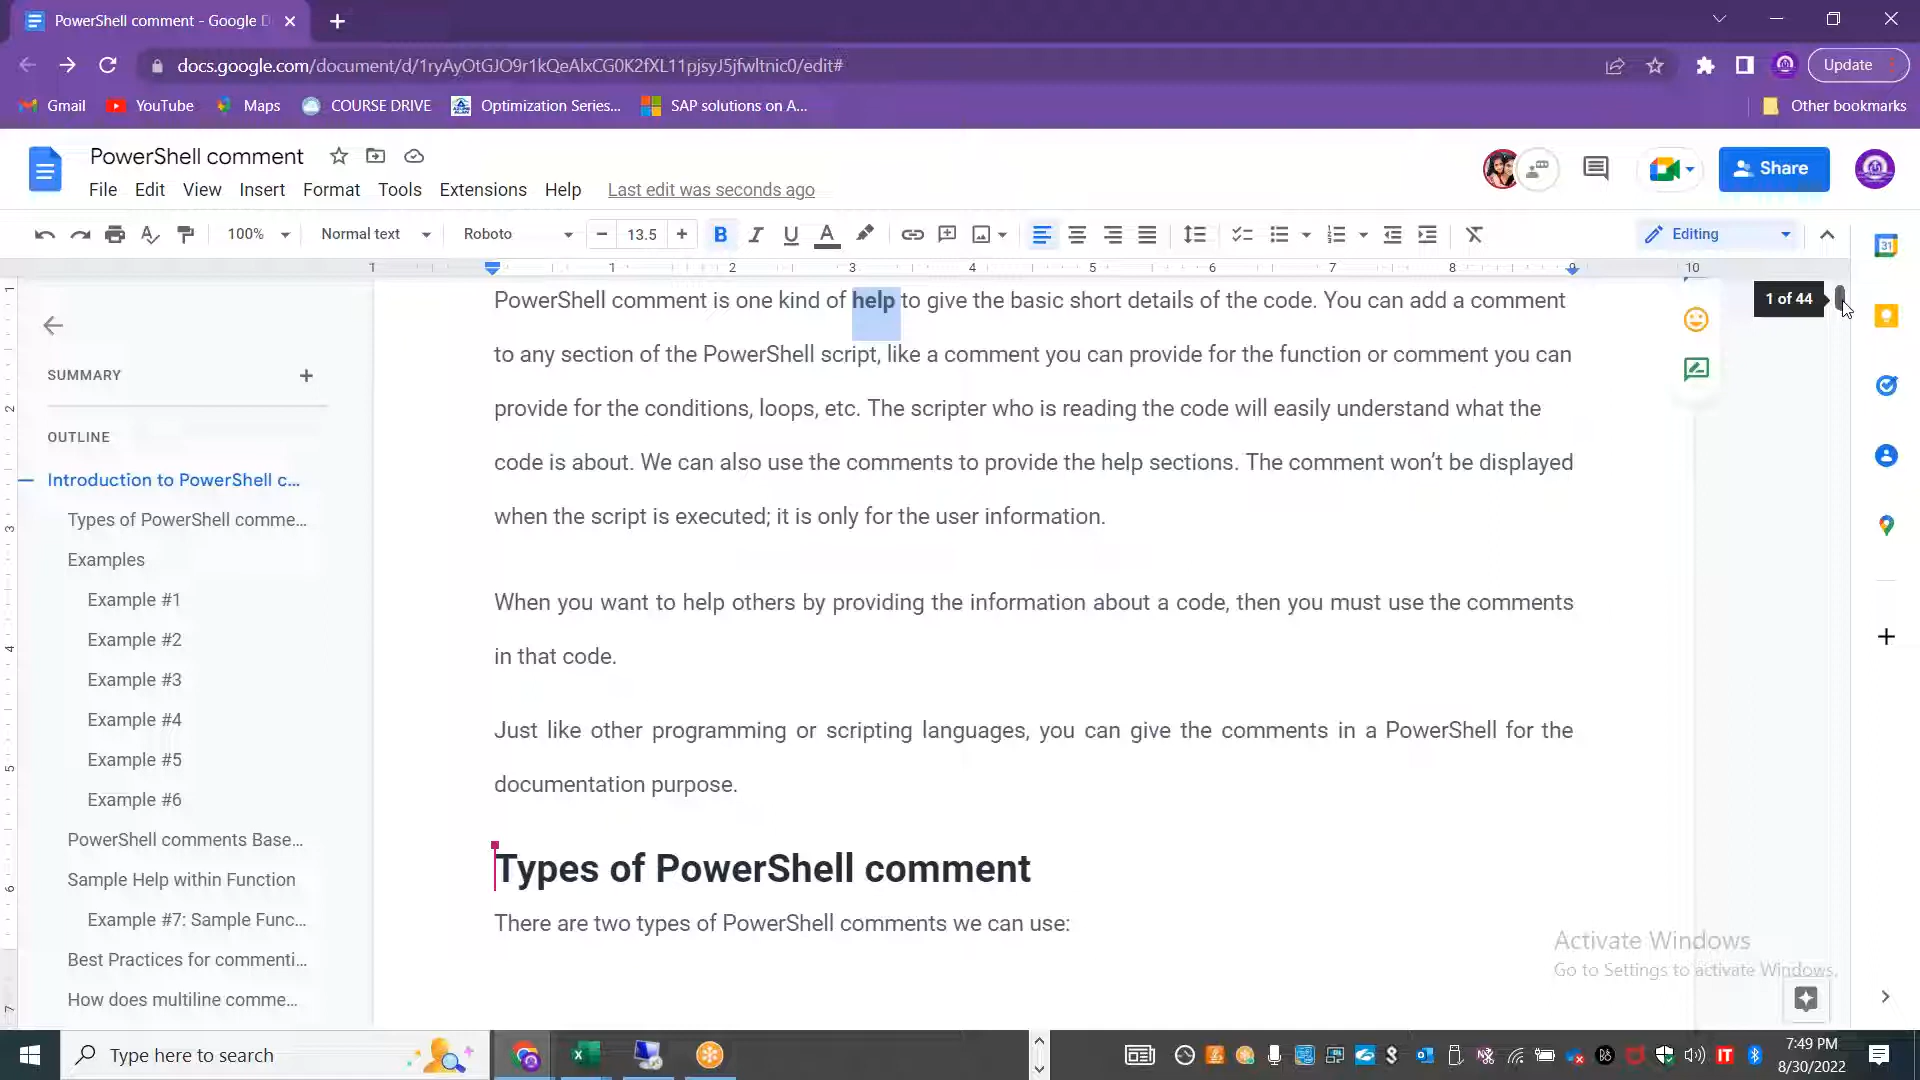 PowerShell comment - Google D
docs.google.com/document/d/1ryAyOtGJO9r1kQeAlxCG0K2fXL11pjsyJ5jfwltnic0/edit#
Update
Gmail
YouTube
Maps
COURSE DRIVE
Optimization Series...
SAP solutions on A...
Other bookmarks
PowerShell comment
File Edit View Insert Format Tools Extensions Help Last edit was seconds ago
Share
100% Normal text Roboto 13.5 Editing
1 1 2 3 4 5 6 7 8 9 10
1 of 44
SUMMARY
OUTLINE
Introduction to PowerShell c...
Types of PowerShell comme...
Examples
Example #1
Example #2
Example #3
Example #4
Example #5
Example #6
PowerShell comments Base...
Sample Help within Function
Example #7: Sample Func...
Best Practices for commenti...
How does multiline comme...
PowerShell comment is one kind of help to give the basic short details of the code. You can add a comment
to any section of the PowerShell script, like a comment you can provide for the function or comment you can
provide for the conditions, loops, etc. The scripter who is reading the code will easily understand what the
code is about. We can also use the comments to provide the help sections. The comment won’t be displayed
when the script is executed; it is only for the user information.
When you want to help others by providing the information about a code, then you must use the comments
in that code.
Just like other programming or scripting languages, you can give the comments in a PowerShell for the
documentation purpose.
Types of PowerShell comment
There are two types of PowerShell comments we can use:
Activate Windows
Go to Settings to activate Windows.
Type here to search
7:49 PM
8/30/2022